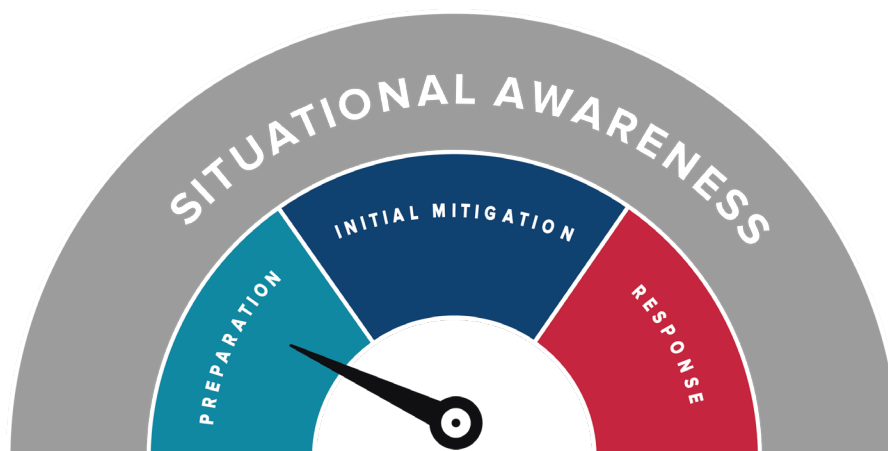 SITUATIONAL AWARENESS
PREPARATION
INITIAL MITIGATION
RESPONSE